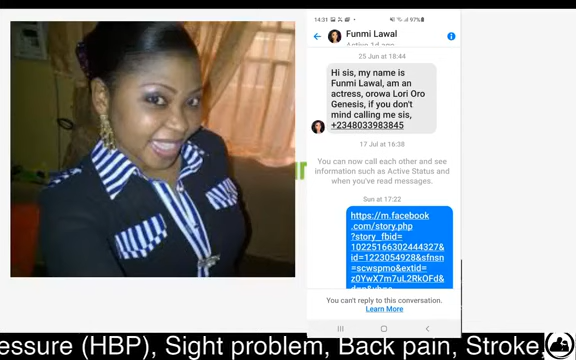 14:31
97%
Funmi Lawal
Active 1d ago
25 Jun at 18:44
Hi sis, my name is
Funmi Lawal, am an
actress, orowa Lori Oro
Genesis, if you don't
mind calling me sis,
+2348033983845
17 Jul at 16:38
You can now call each other and see
information such as Active Status and
when you've read messages.
Sun at 17:22
https://m.facebook
.com/story.php
?story_fbid=
10225166302444327&
id=1223054928&sfnsn
=scwspmo&extid=
z0YwX7m7uL2RkOFd&
You can't reply to this conversation.
Learn More
essure (HBP), Sight problem, Back pain, Stroke,